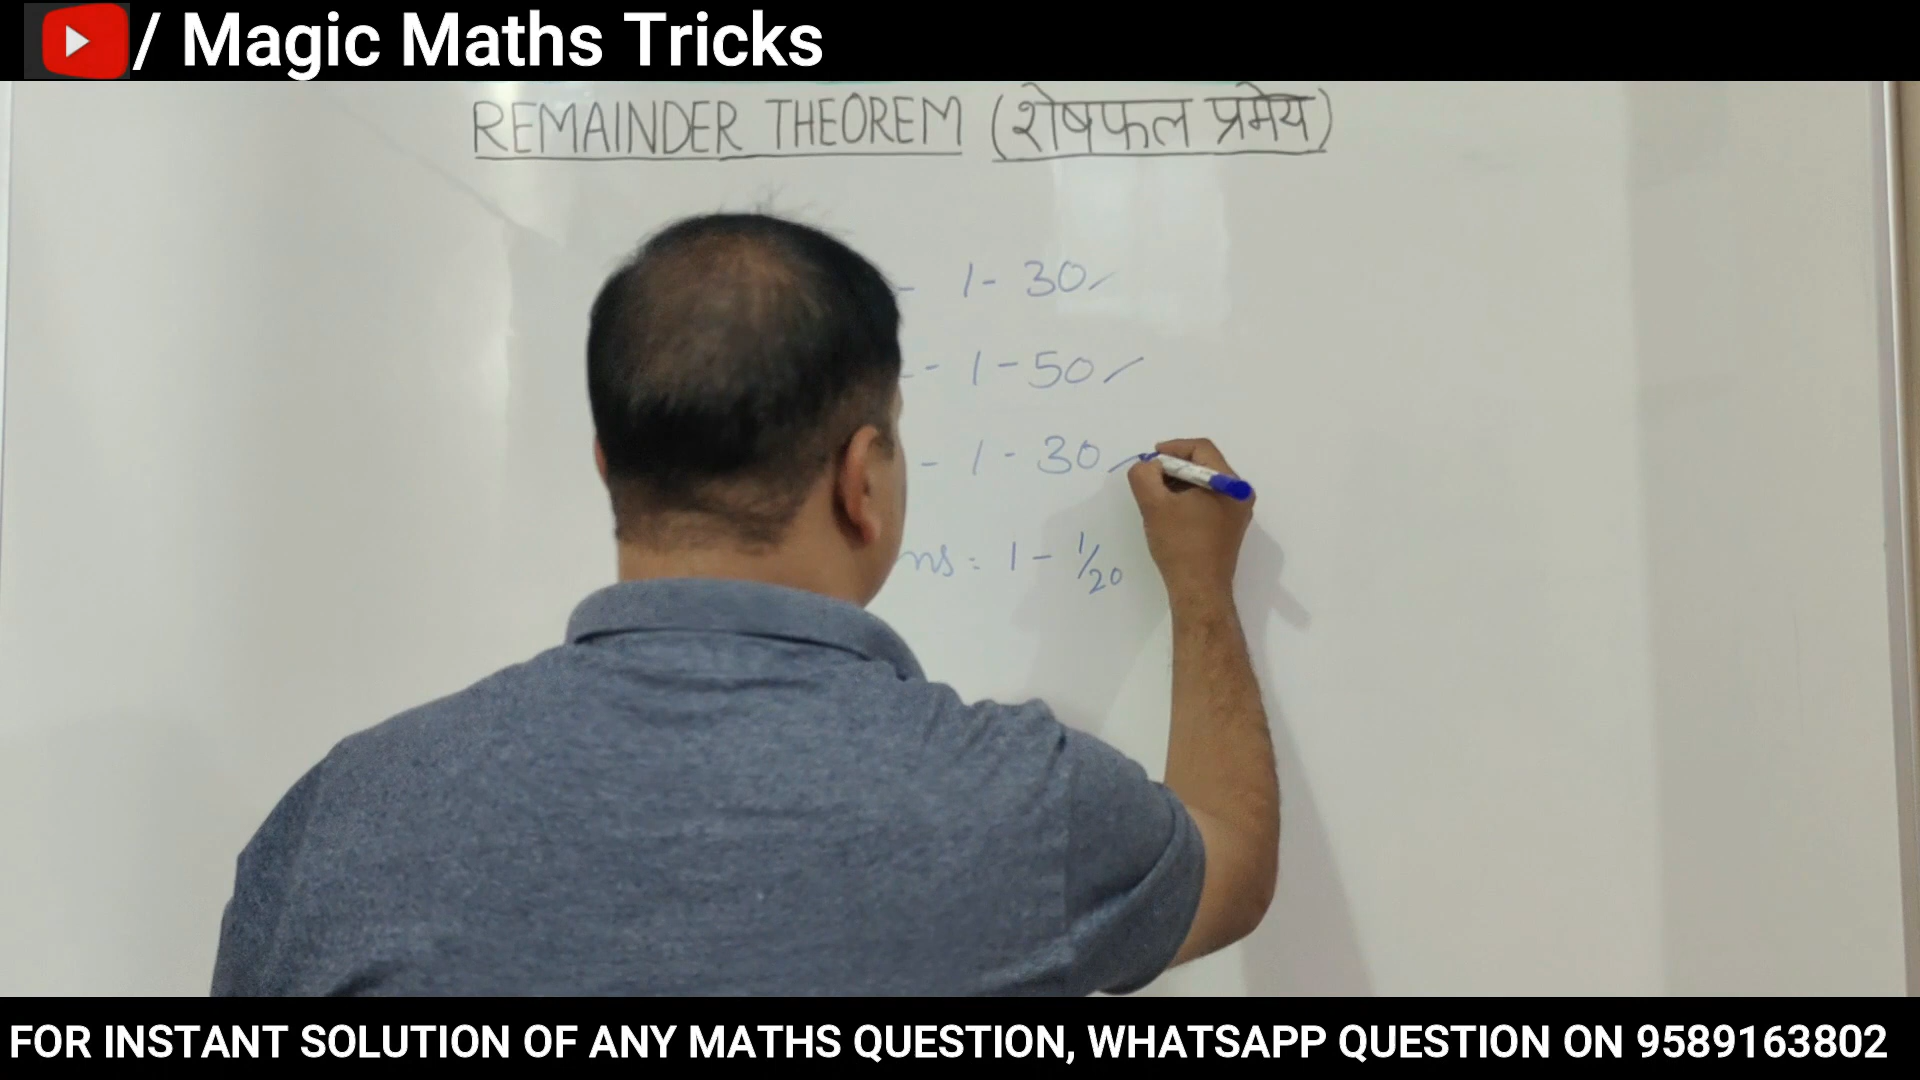 / Magic Maths Tricks
REMAINDER THEOREM (शेषफल प्रमेय)
- 1 - 30
- 1 - 50
- 1 - 30
ns = 1 - 1/20
FOR INSTANT SOLUTION OF ANY MATHS QUESTION, WHATSAPP QUESTION ON 9589163802